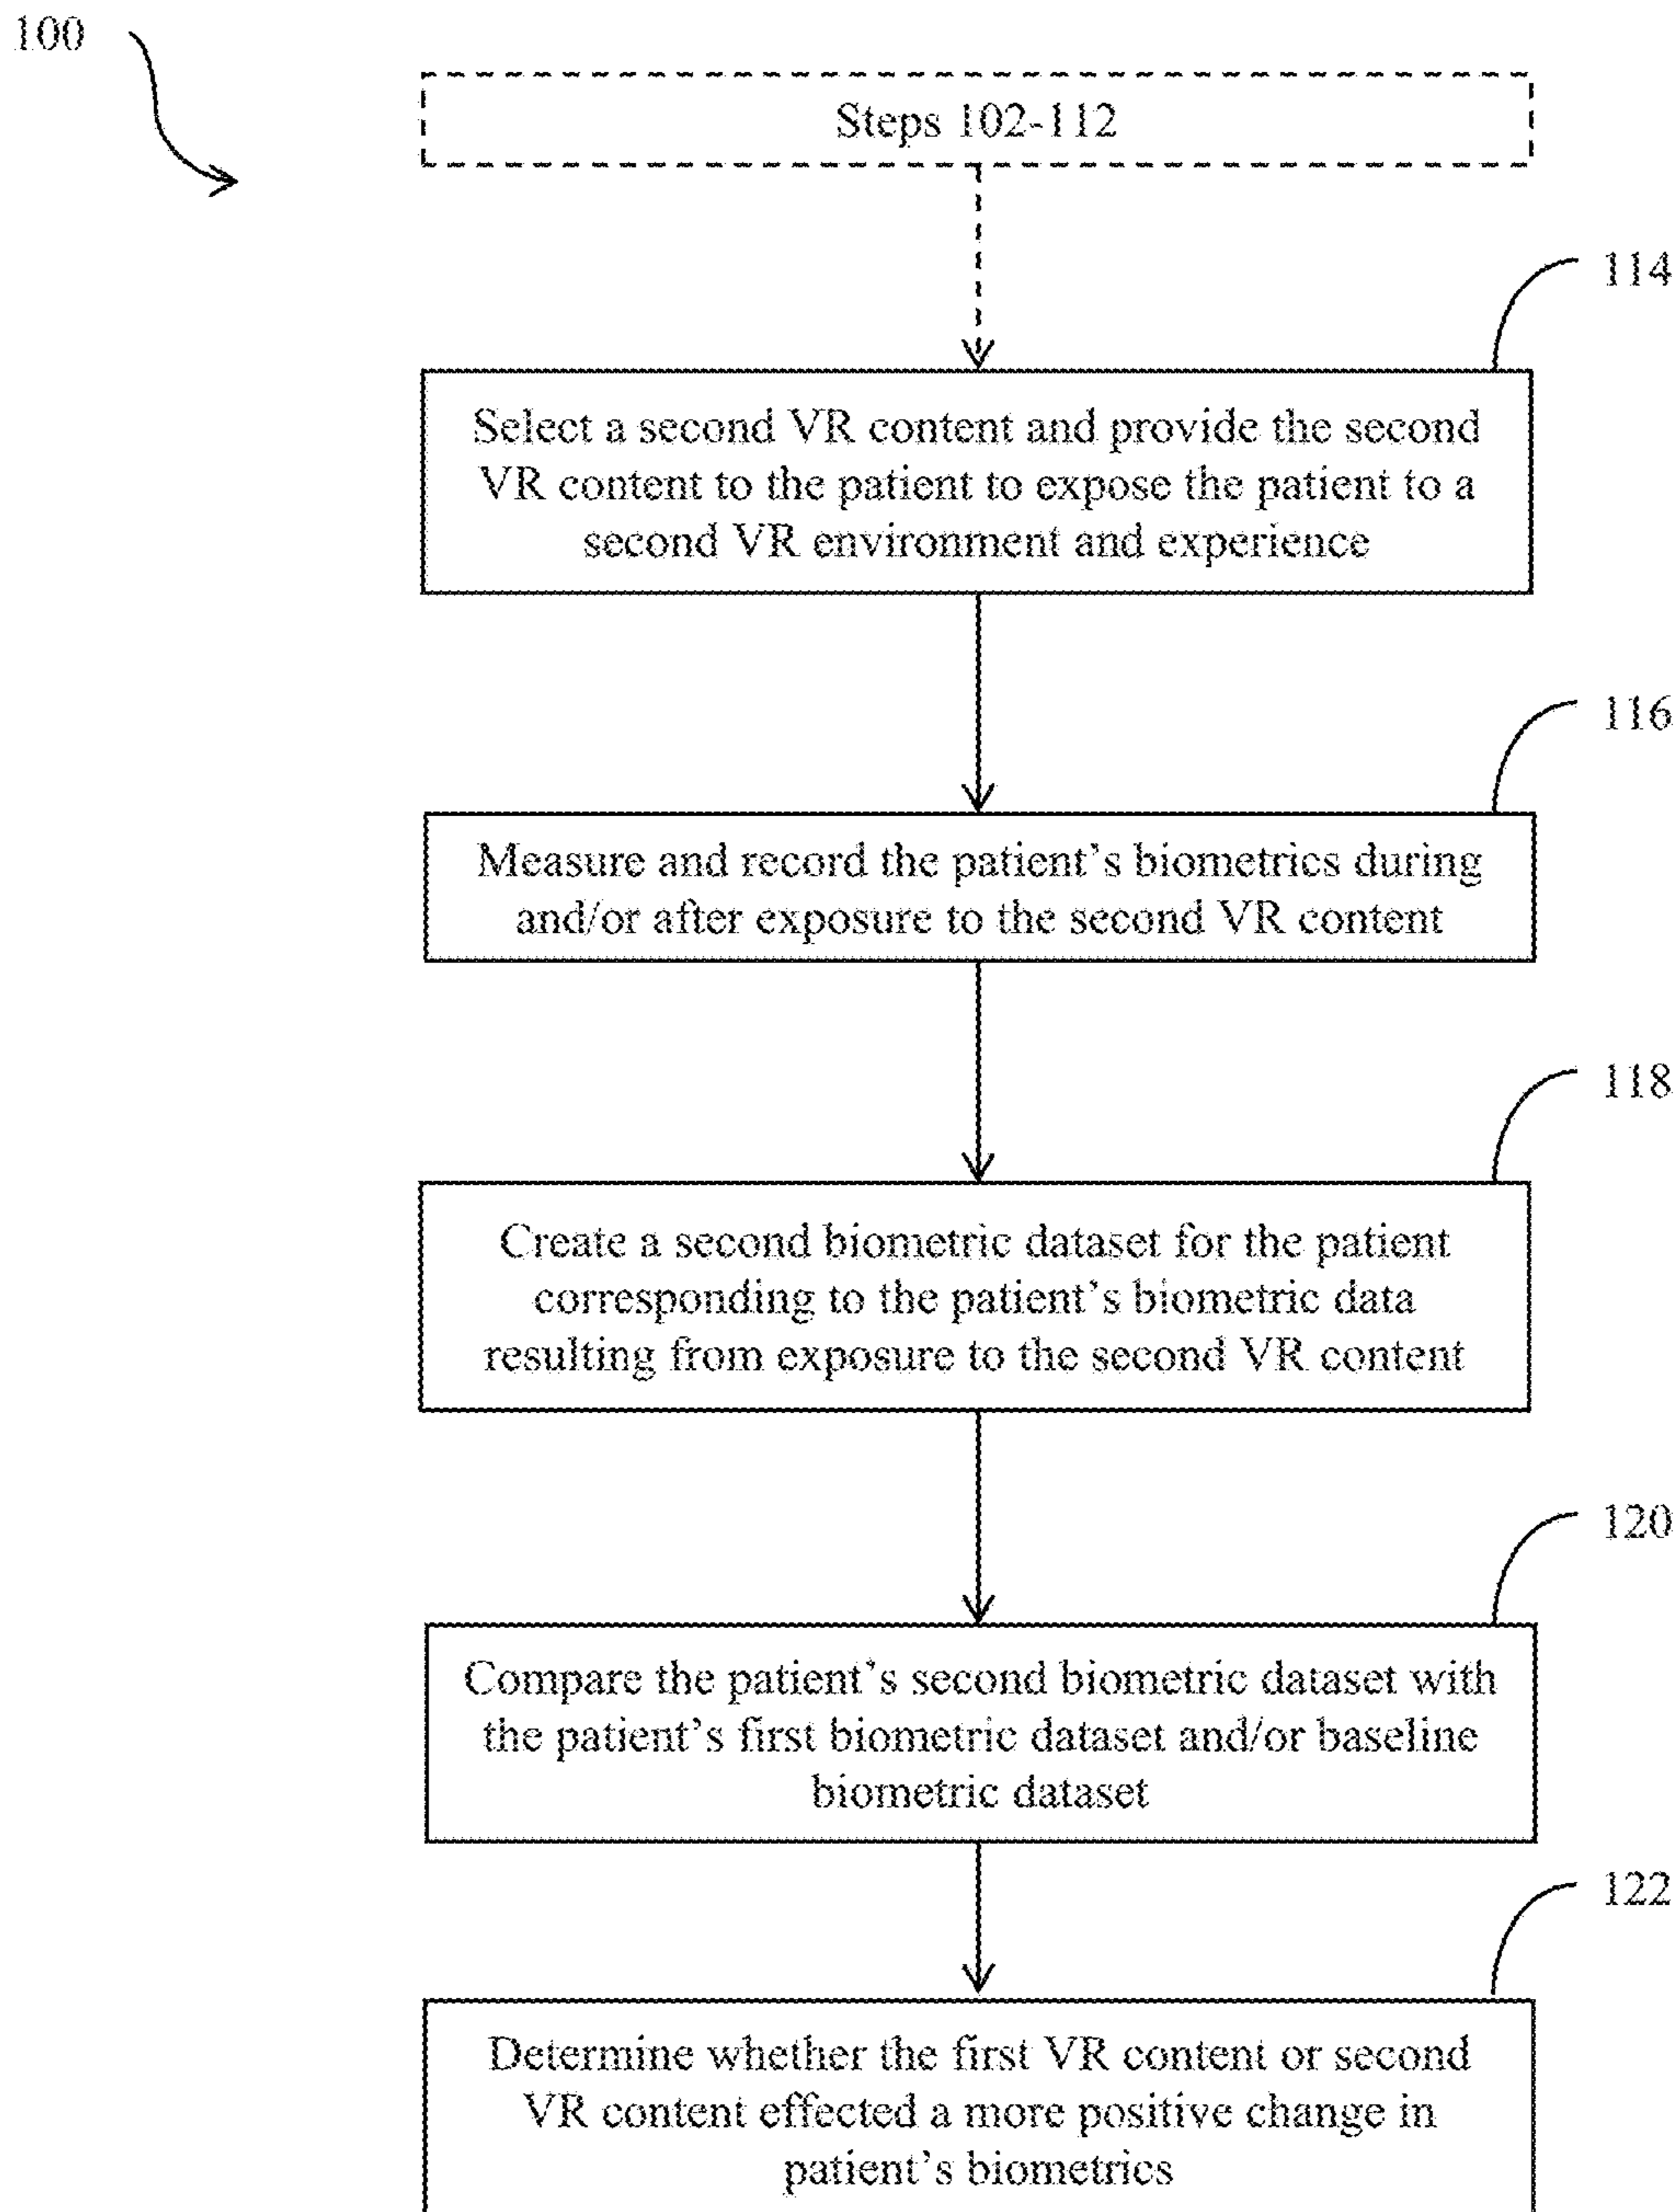 100
Steps 102-112
114
Select a second VR content and provide the second
VR content to the patient to expose the patient to a
second VR environment and experience
116
Measure and record the patient's biometrics during
and/or after exposure to the second VR content
118
Create a second biometric dataset for the patient
corresponding to the patient's biometric data
resulting from exposure to the second VR content
120
Compare the patient's second biometric dataset with
the patient's first biometric dataset and/or baseline
biometric dataset
122
Determine whether the first VR content or second
VR content effected a more positive change in
patient's biometrics